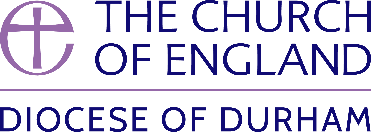 THE CHURCH
OF ENGLAND
DIOCESE OF DURHAM